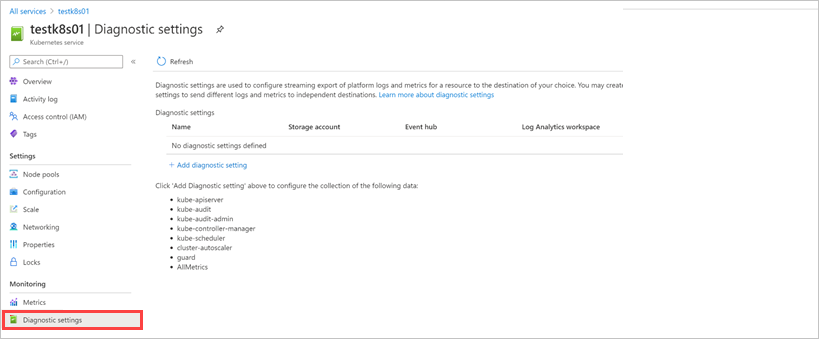 All services > testk8s01
testk8s01 | Diagnostic settings
Kubernetes service
Search (Ctrl+/)
«
Overview
Activity log
Access control (IAM)
Tags
Settings
Node pools
Configuration
Scale
Networking
Properties
Locks
Monitoring
Metrics
Diagnostic settings
Refresh
Diagnostic settings are used to configure streaming export of platform logs and metrics for a resource to the destination of your choice. You may create
settings to send different logs and metrics to independent destinations. Learn more about diagnostic settings
Diagnostic settings
Name Storage account Event hub Log Analytics workspace
No diagnostic settings defined
+ Add diagnostic setting
Click 'Add Diagnostic setting' above to configure the collection of the following data:
• kube-apiserver
• kube-audit
• kube-audit-admin
• kube-controller-manager
• kube-scheduler
• cluster-autoscaler
• guard
• AllMetrics